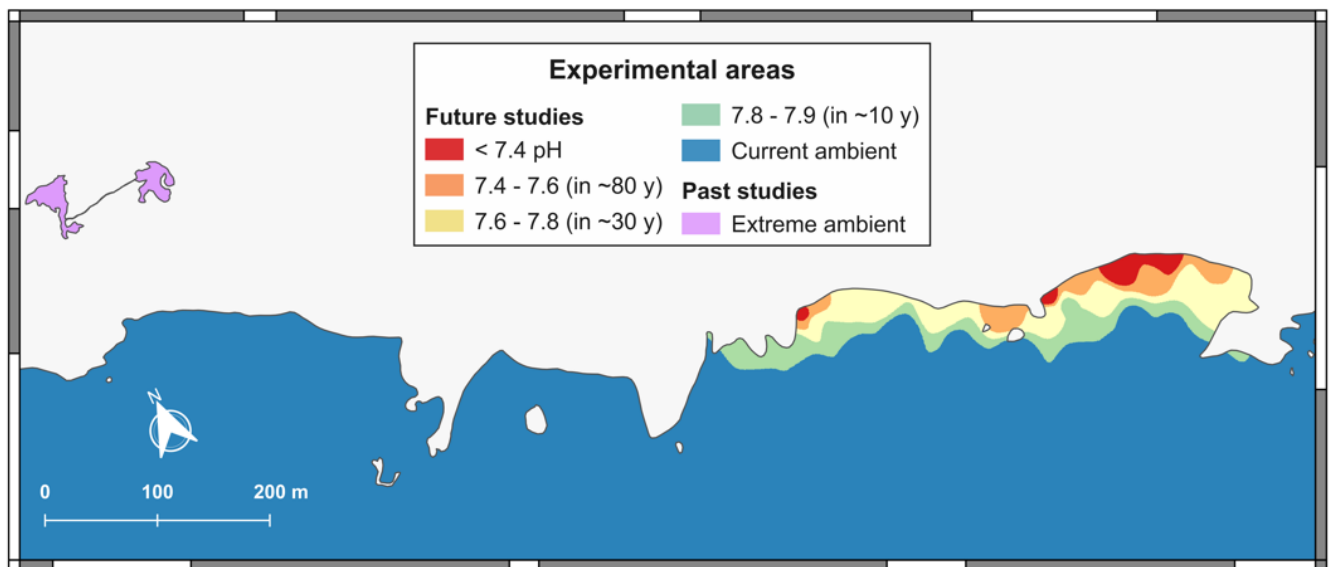 Experimental areas
Future studies
< 7.4 pH
7.4 - 7.6 (in ~80 y)
7.6 - 7.8 (in ~30 y)
7.8 - 7.9 (in ~10 y)
Current ambient
Past studies
Extreme ambient
N
0 100 200 m